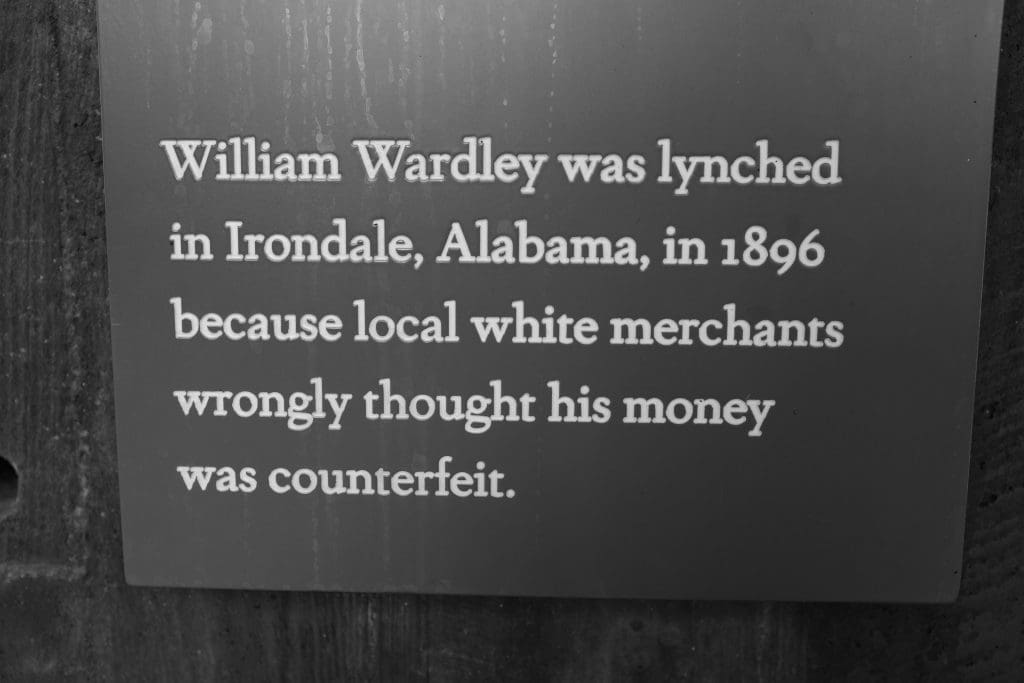 William Wardley was lynched
in Irondale, Alabama, in 1896
because local white merchants
wrongly thought his money
was counterfeit.